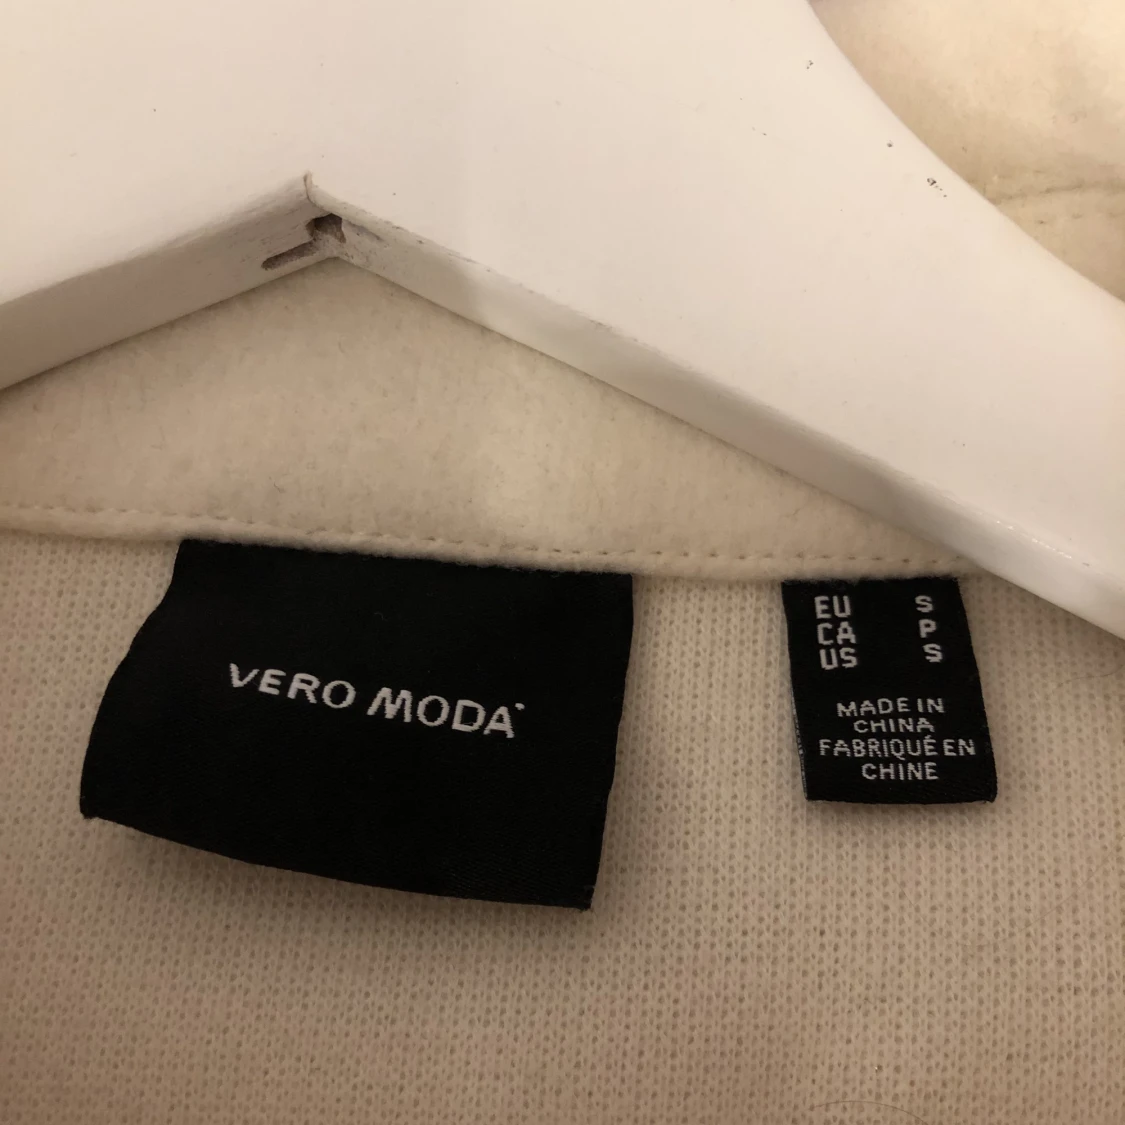 VERO MODA
EU S
CA P
US S
MADE IN
CHINA
FABRIQUÉ EN
CHINE